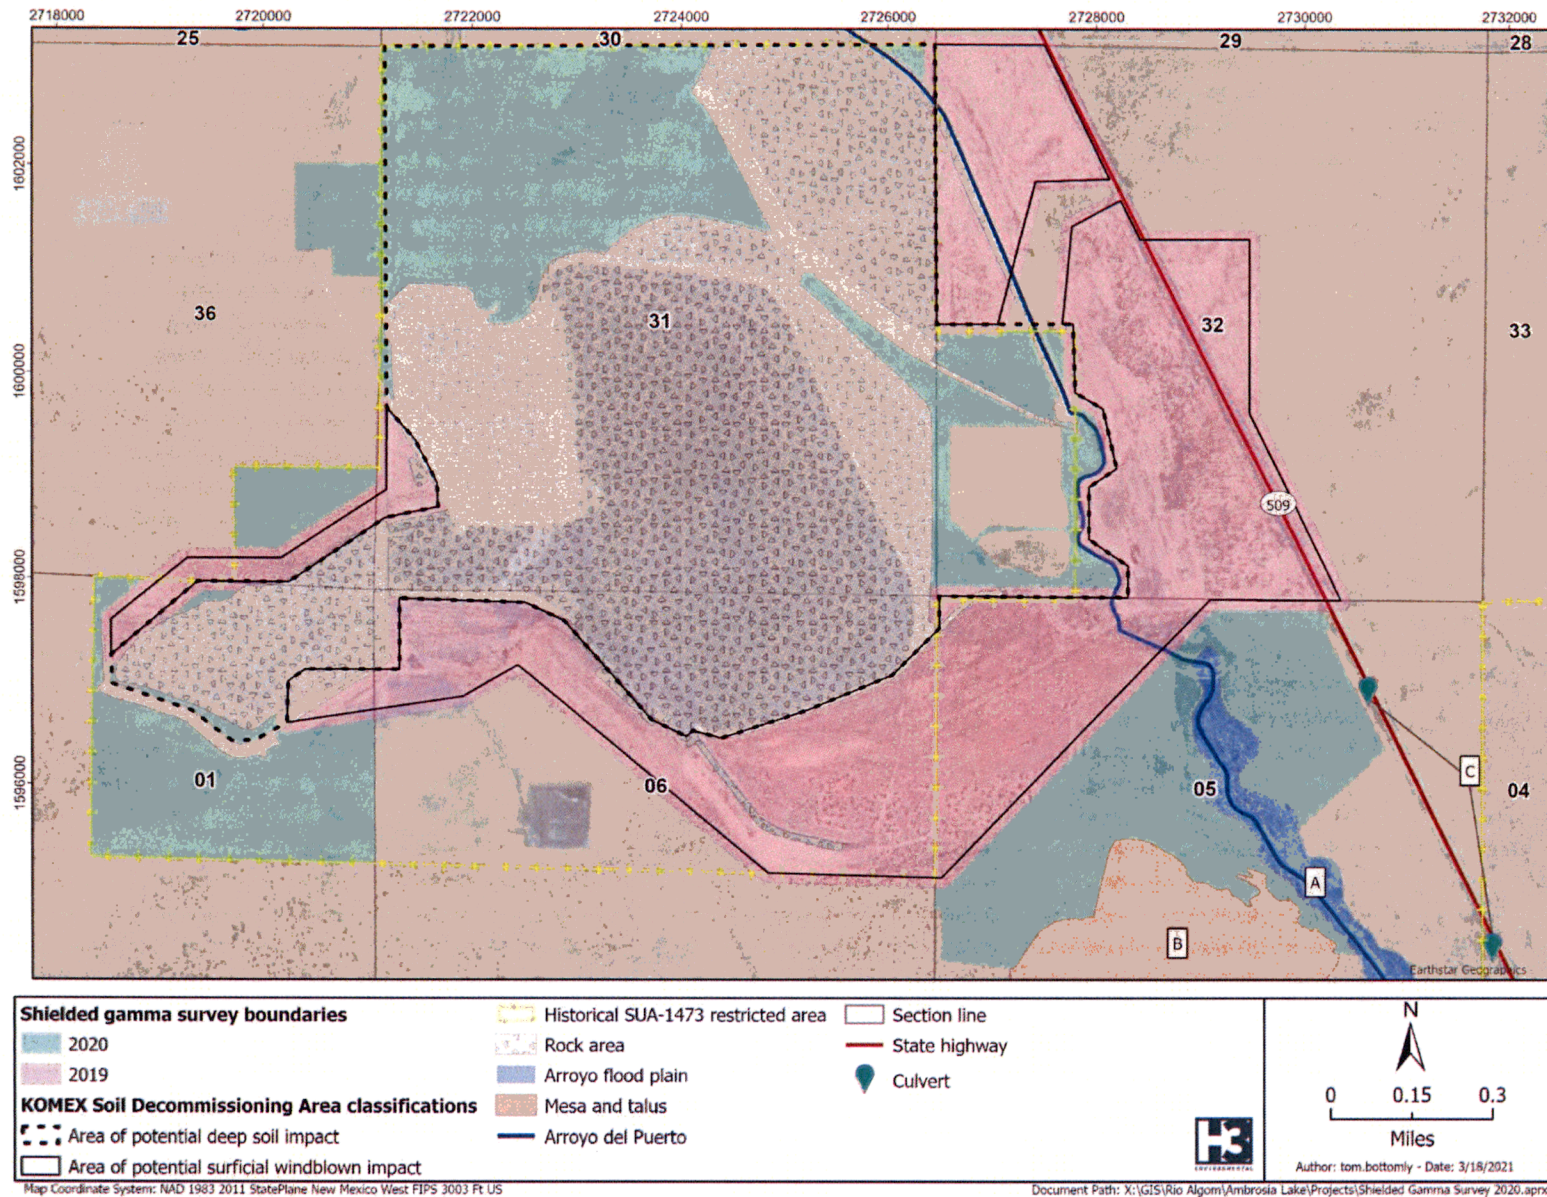 2718000 2720000 2722000 2724000 2726000 2728000 2730000 2732000
25 30 29 28
1602000
36 31 32 33
1600000
509
1598000
01 06 05 04
C
1596000
A
B
Earthstar Geographics
Shielded gamma survey boundaries
2020
2019
KOMEX Soil Decommissioning Area classifications
Area of potential deep soil impact
Area of potential surficial windblown impact
Historical SUA-1473 restricted area
Rock area
Arroyo flood plain
Mesa and talus
Arroyo del Puerto
Section line
State highway
Culvert
H3
ENVIRONMENTAL
N
0 0.15 0.3
Miles
Author: tom.bottomly - Date: 3/18/2021
Map Coordinate System: NAD 1983 2011 StatePlane New Mexico West FIPS 3003 Ft US
Document Path: X:\GIS\Rio Algom\Ambrosia Lake\Projects\Shielded Gamma Survey 2020.aprx